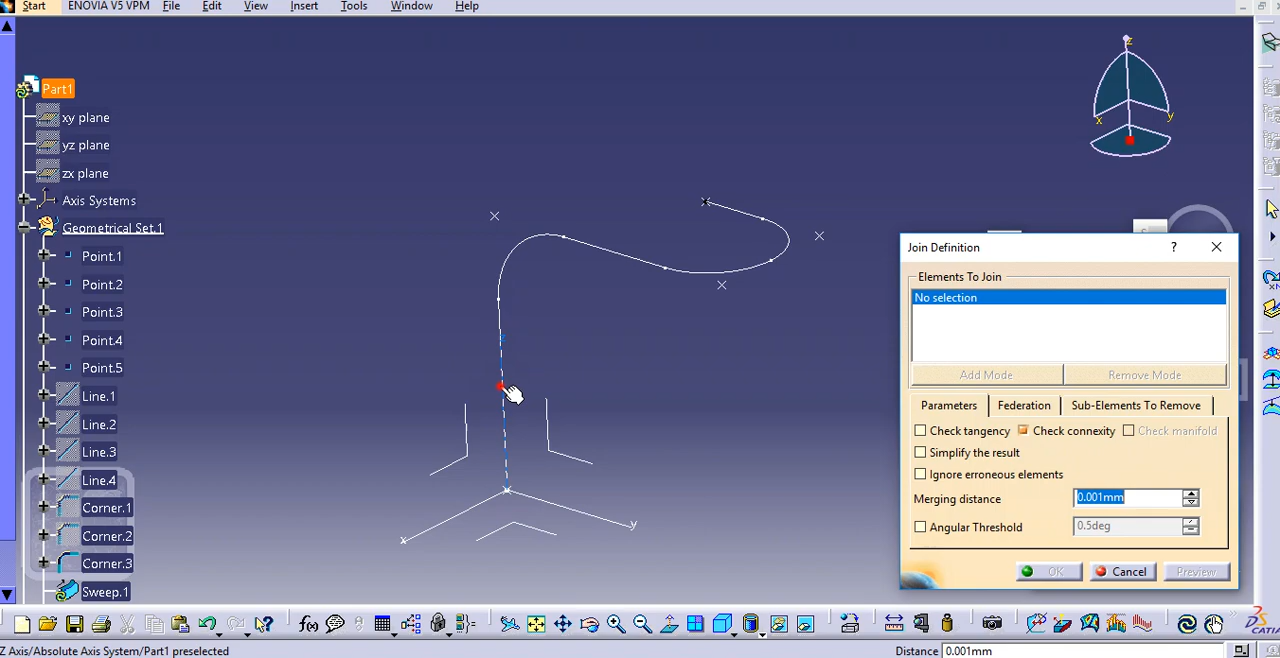 Start ENOVIA V5 VPM File Edit View Insert Tools Window Help
Part1
xy plane
yz plane
zx plane
Axis Systems
Geometrical Set.1
Point.1
Point.2
Point.3
Point.4
Point.5
Line.1
Line.2
Line.3
Line.4
Corner.1
Corner.2
Corner.3
Sweep.1
z
x
y
x
y
Join Definition ? X
Elements To Join
No selection
Add Mode Remove Mode
Parameters Federation Sub-Elements To Remove
Check tangency Check connexity Check manifold
Simplify the result
Ignore erroneous elements
Merging distance 0.001mm
Angular Threshold 0.5deg
OK Cancel Preview
f(x) ?
CATIA
Z Axis/Absolute Axis System/Part1 preselected Distance 0.001mm